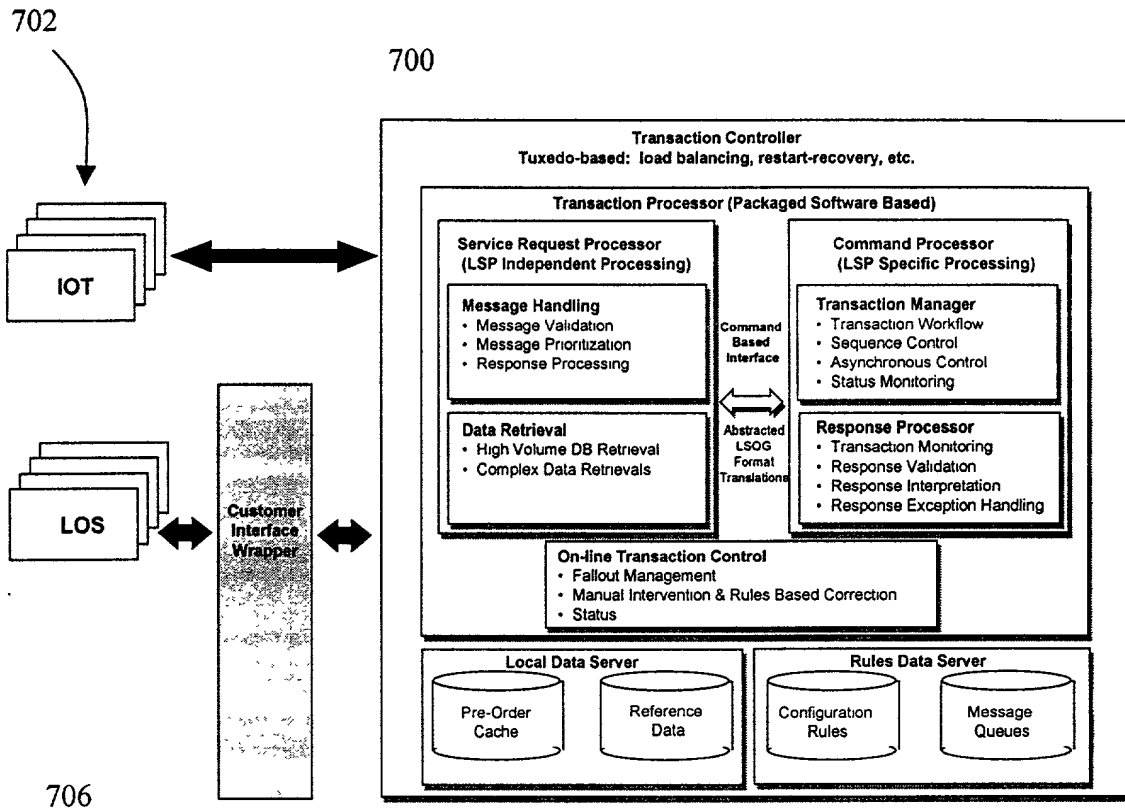 702
700
Transaction Controller
Tuxedo-based: load balancing, restart-recovery, etc.
Transaction Processor (Packaged Software Based)
Service Request Processor
(LSP Independent Processing)
Message Handling
• Message Validation
• Message Prioritization
• Response Processing
Data Retrieval
• High Volume DB Retrieval
• Complex Data Retrievals
Command
Based
Interface
Abstracted
LSOG
Format
Translations
Command Processor
(LSP Specific Processing)
Transaction Manager
• Transaction Workflow
• Sequence Control
• Asynchronous Control
• Status Monitoring
Response Processor
• Transaction Monitoring
• Response Validation
• Response Interpretation
• Response Exception Handling
On-line Transaction Control
• Fallout Management
• Manual Intervention & Rules Based Correction
• Status
Local Data Server
Pre-Order
Cache
Reference
Data
Rules Data Server
Configuration
Rules
Message
Queues
IOT
LOS
Customer
Interface
Wrapper
706